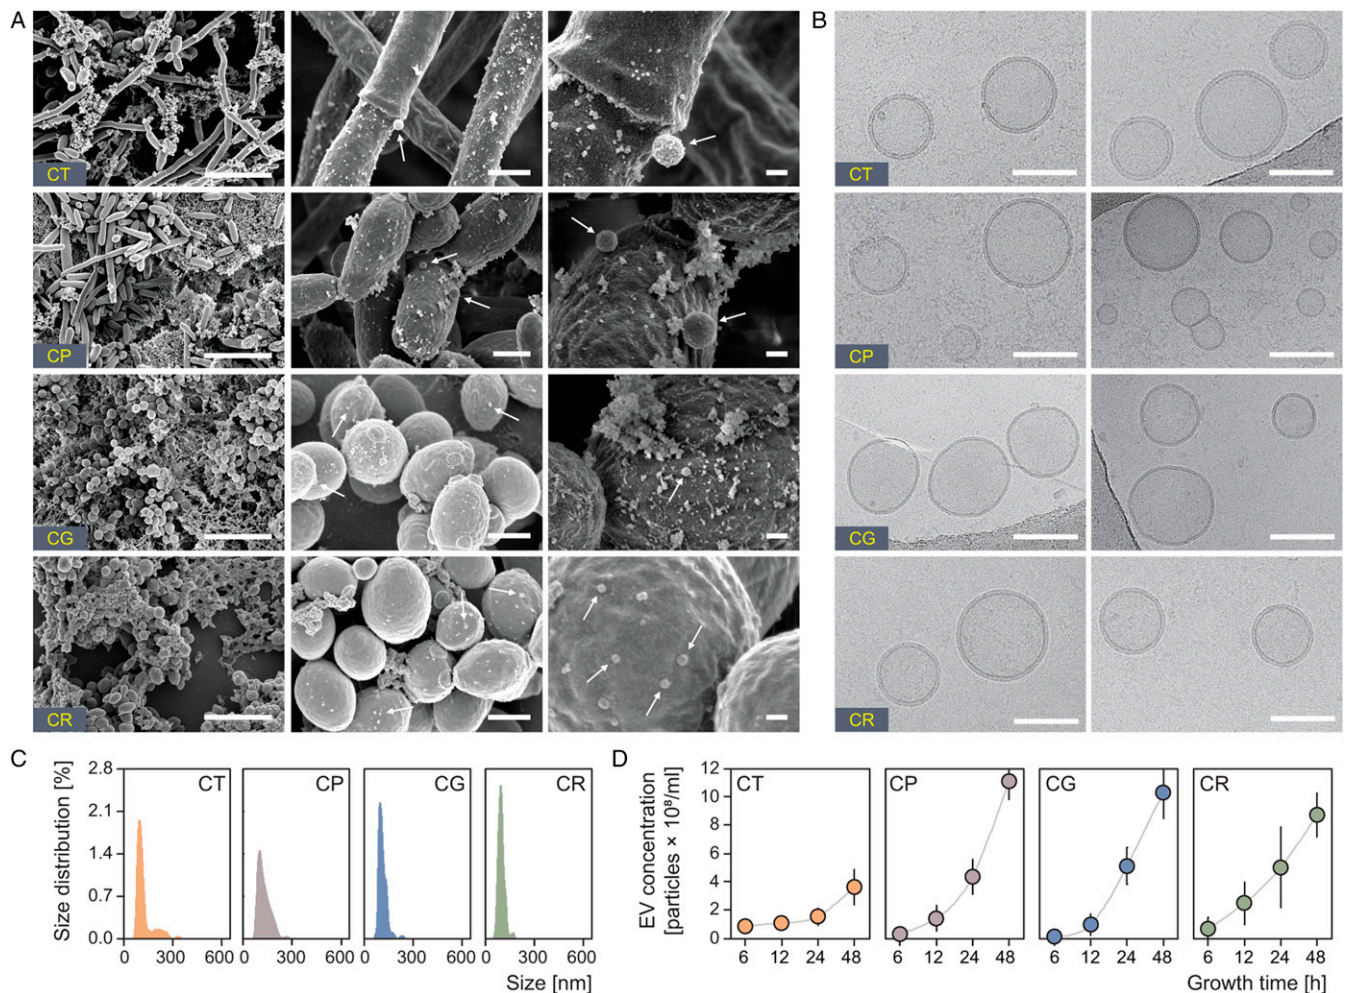 A
B
CT
CT
CP
CP
CG
CG
CR
CR
C
Size distribution [%]
2.8
2.1
1.4
0.7
0.0
CT
CP
CG
CR
0 300 600
0 300 600
0 300 600
0 300 600
Size [nm]
D
EV concentration
[particles × 10⁸/ml]
12
10
8
6
4
2
0
CT
CP
CG
CR
6 12 24 48
6 12 24 48
6 12 24 48
6 12 24 48
Growth time [h]